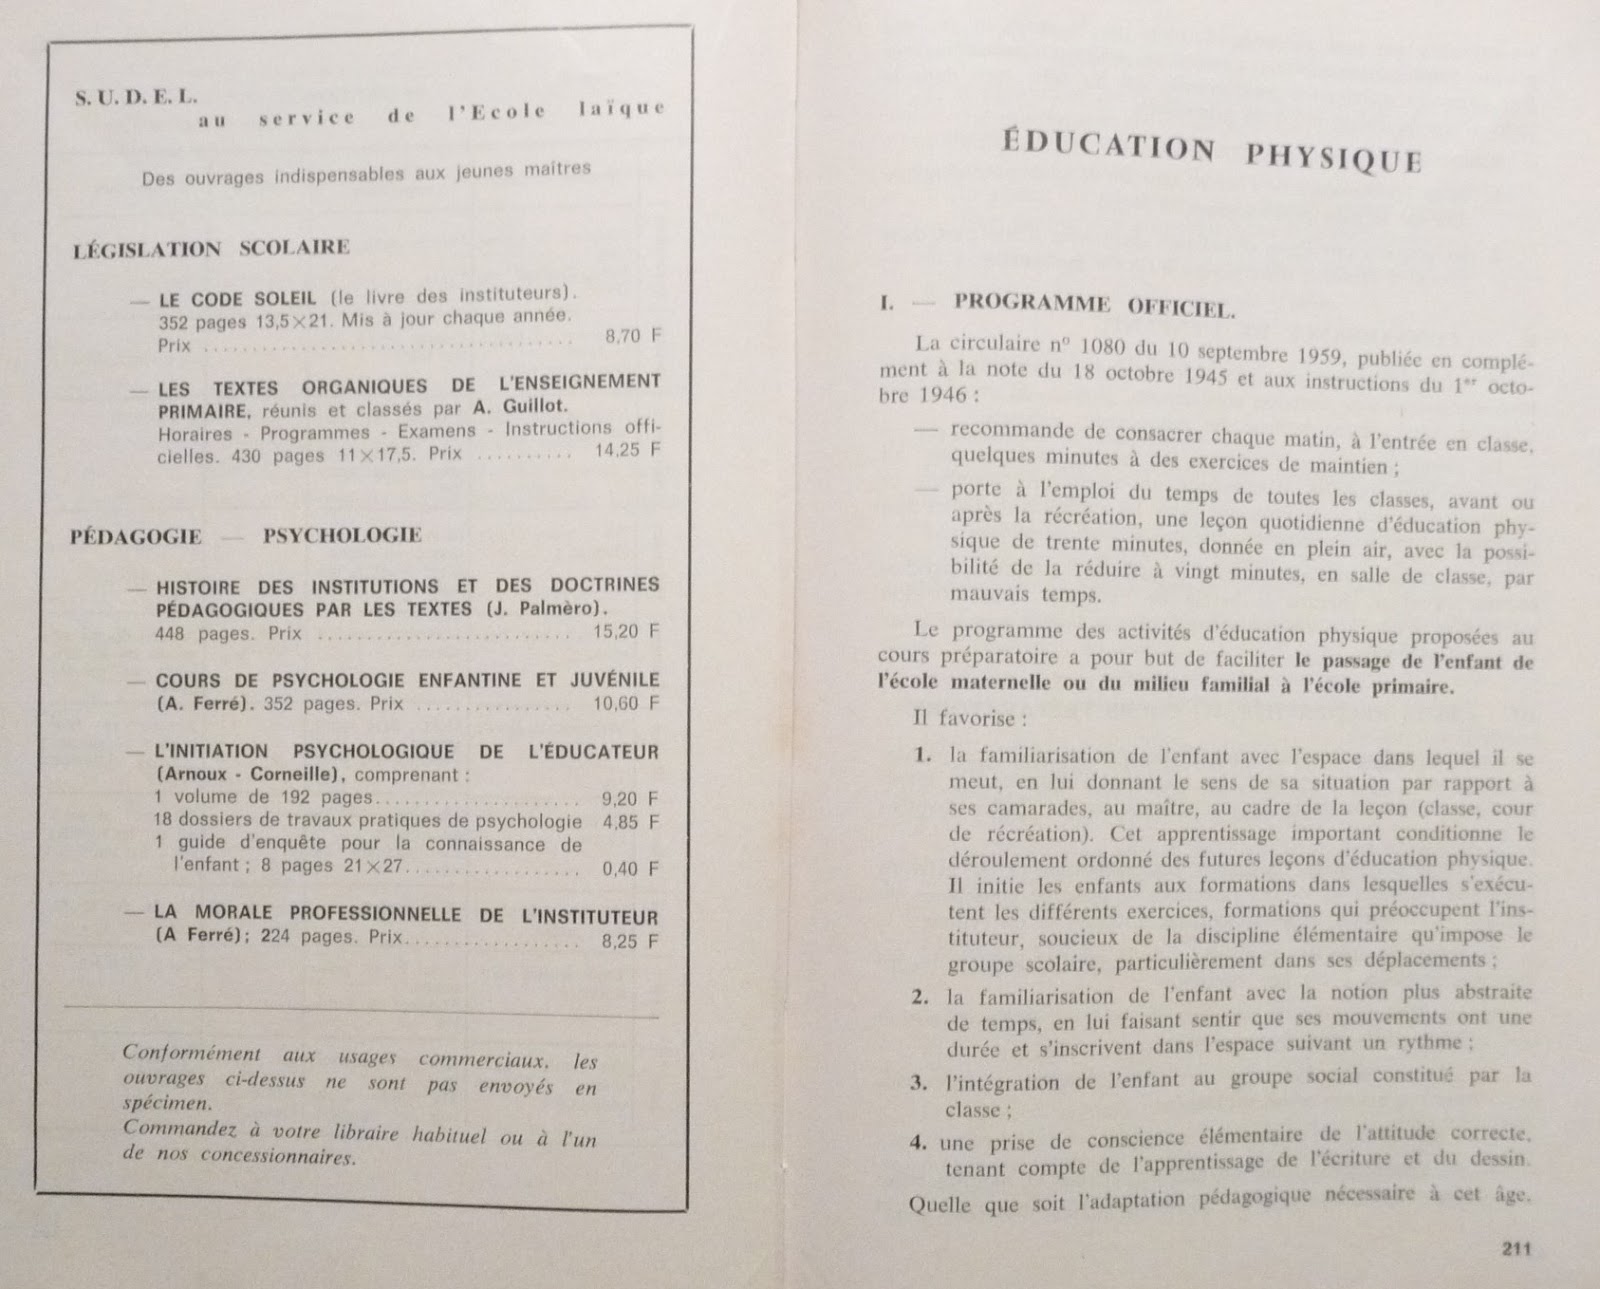 S. U. D. E. L.
au service de l'Ecole laïque
Des ouvrages indispensables aux jeunes maîtres
LÉGISLATION SCOLAIRE
— LE CODE SOLEIL (le livre des instituteurs).
352 pages 13,5×21. Mis à jour chaque année.
Prix ...................................... 8,70 F
— LES TEXTES ORGANIQUES DE L'ENSEIGNEMENT
PRIMAIRE, réunis et classés par A. Guillot.
Horaires - Programmes - Examens - Instructions offi-
cielles. 430 pages 11×17,5. Prix .......... 14,25 F
PÉDAGOGIE — PSYCHOLOGIE
— HISTOIRE DES INSTITUTIONS ET DES DOCTRINES
PÉDAGOGIQUES PAR LES TEXTES (J. Palmèro).
448 pages. Prix .......................... 15,20 F
— COURS DE PSYCHOLOGIE ENFANTINE ET JUVÉNILE
(A. Ferré). 352 pages. Prix ................ 10,60 F
— L'INITIATION PSYCHOLOGIQUE DE L'ÉDUCATEUR
(Arnoux - Corneille), comprenant :
1 volume de 192 pages..................... 9,20 F
18 dossiers de travaux pratiques de psychologie 4,85 F
1 guide d'enquête pour la connaissance de
l'enfant ; 8 pages 21×27.................. 0,40 F
— LA MORALE PROFESSIONNELLE DE L'INSTITUTEUR
(A Ferré); 224 pages. Prix.................. 8,25 F
Conformément aux usages commerciaux, les
ouvrages ci-dessus ne sont pas envoyés en
spécimen.
Commandez à votre libraire habituel ou à l'un
de nos concessionnaires.
ÉDUCATION PHYSIQUE
I. — PROGRAMME OFFICIEL.
La circulaire nº 1080 du 10 septembre 1959, publiée en complé-
ment à la note du 18 octobre 1945 et aux instructions du 1er octo-
bre 1946 :
— recommande de consacrer chaque matin, à l'entrée en classe,
quelques minutes à des exercices de maintien ;
— porte à l'emploi du temps de toutes les classes, avant ou
après la récréation, une leçon quotidienne d'éducation phy-
sique de trente minutes, donnée en plein air, avec la possi-
bilité de la réduire à vingt minutes, en salle de classe, par
mauvais temps.
Le programme des activités d'éducation physique proposées au
cours préparatoire a pour but de faciliter le passage de l'enfant de
l'école maternelle ou du milieu familial à l'école primaire.
Il favorise :
1. la familiarisation de l'enfant avec l'espace dans lequel il se
meut, en lui donnant le sens de sa situation par rapport à
ses camarades, au maître, au cadre de la leçon (classe, cour
de récréation). Cet apprentissage important conditionne le
déroulement ordonné des futures leçons d'éducation physique.
Il initie les enfants aux formations dans lesquelles s'exécu-
tent les différents exercices, formations qui préoccupent l'ins-
tituteur, soucieux de la discipline élémentaire qu'impose le
groupe scolaire, particulièrement dans ses déplacements ;
2. la familiarisation de l'enfant avec la notion plus abstraite
de temps, en lui faisant sentir que ses mouvements ont une
durée et s'inscrivent dans l'espace suivant un rythme ;
3. l'intégration de l'enfant au groupe social constitué par la
classe ;
4. une prise de conscience élémentaire de l'attitude correcte,
tenant compte de l'apprentissage de l'écriture et du dessin.
Quelle que soit l'adaptation pédagogique nécessaire à cet âge,
211